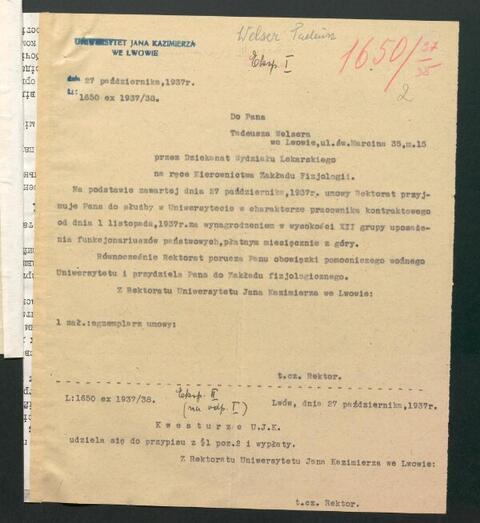 Welser Tadeusz
1650/37
38
UNIWERSYTET JANA KAZIMIERZA
WE LWOWIE
Eksp. I
2
dnia 27 października,1937r.
L: 1650 ex 1937/38.
Do Pana
Tadeusza Welsera
we Lwowie,ul.św.Marcina 35,m.15
przez Dziekanat Wydziału Lekarskiego
na ręce Kierownictwa Zakładu Fizjologii.
Na podstawie zawartej dnia 27 października,1937r. umowy Rektorat przyj-
muje Pana do służby w Uniwersytecie w charakterze pracownika kontraktowego
od dnia 1 listopada,1937r.za wynagrodzeniem w wysokości XII grupy uposaże-
nia funkcjonariuszów państwowych,płatnym miesięcznie z góry.
Równocześnie Rektorat porucza Panu obowiązki pomocniczego woźnego
Uniwersytetu i przydziela Pana do Zakładu fizjologicznego.
Z Rektoratu Uniwersytetu Jana Kazimierza we Lwowie:
1 zał.:egzemplarz umowy:
t.cz. Rektor.
L:1650 ex 1937/38.
Eksp. II
(na odp. I)
Lwów, dnia 27 października,1937r.
K w e s t u r z e U.J.K.
udziela się do przypisu z §1 poz.2 i wypłaty.
Z Rektoratu Uniwersytetu Jana Kazimierza we Lwowie:
t.cz. Rektor.